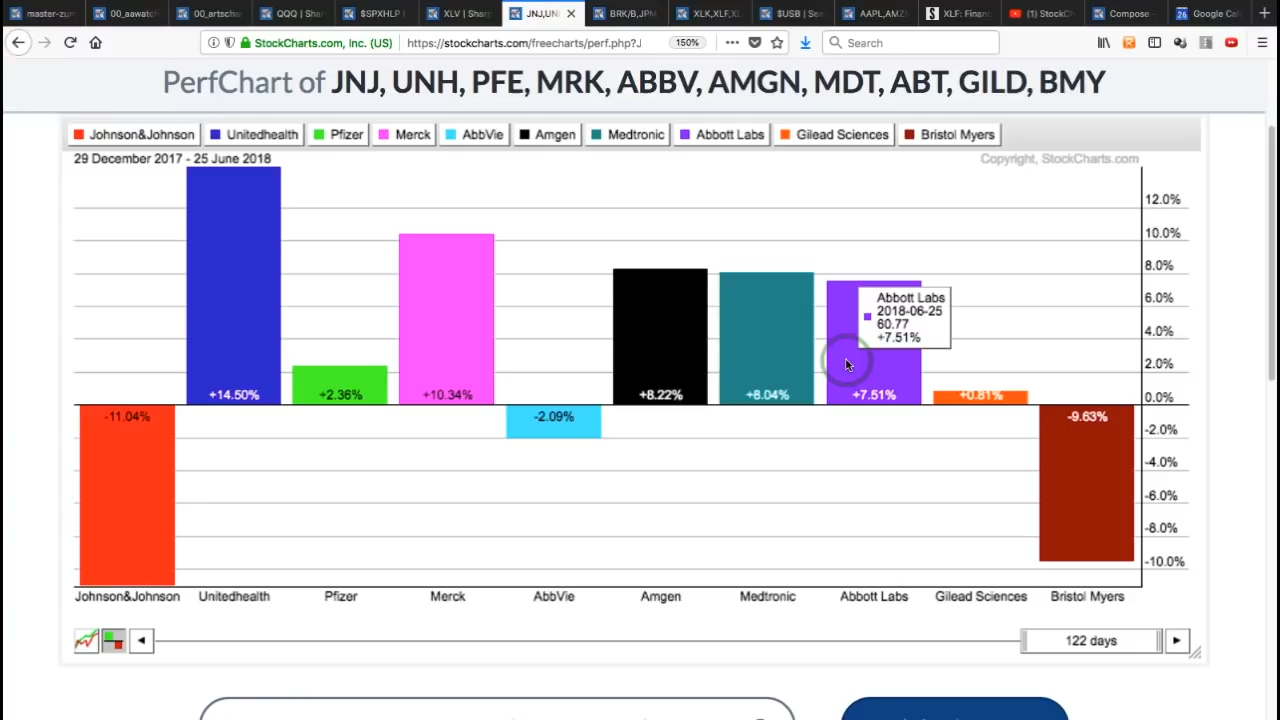 master-zum
00_aawatch
00_artschar
QQQ | Shar
$SPXHLP |
XLV | Sharp
JNJ,UN
BRK/B,JPM
XLK,XLF,XL
$USB | See
AAPL,AMZ
XLF: Financ
(1) StockCh
Compose
26 Google Cal
StockCharts.com, Inc. (US)
https://stockcharts.com/freecharts/perf.php?J
150%
Search
PerfChart of JNJ, UNH, PFE, MRK, ABBV, AMGN, MDT, ABT, GILD, BMY
Johnson&Johnson Unitedhealth Pfizer Merck AbbVie Amgen Medtronic Abbott Labs Gilead Sciences Bristol Myers
29 December 2017 - 25 June 2018
Copyright, StockCharts.com
12.0%
10.0%
8.0%
6.0%
4.0%
2.0%
0.0%
-2.0%
-4.0%
-6.0%
-8.0%
-10.0%
Abbott Labs
2018-06-25
60.77
+7.51%
-11.04%
+14.50%
+2.36%
+10.34%
-2.09%
+8.22%
+8.04%
+7.51%
+0.81%
-9.63%
Johnson&Johnson Unitedhealth Pfizer Merck AbbVie Amgen Medtronic Abbott Labs Gilead Sciences Bristol Myers
122 days